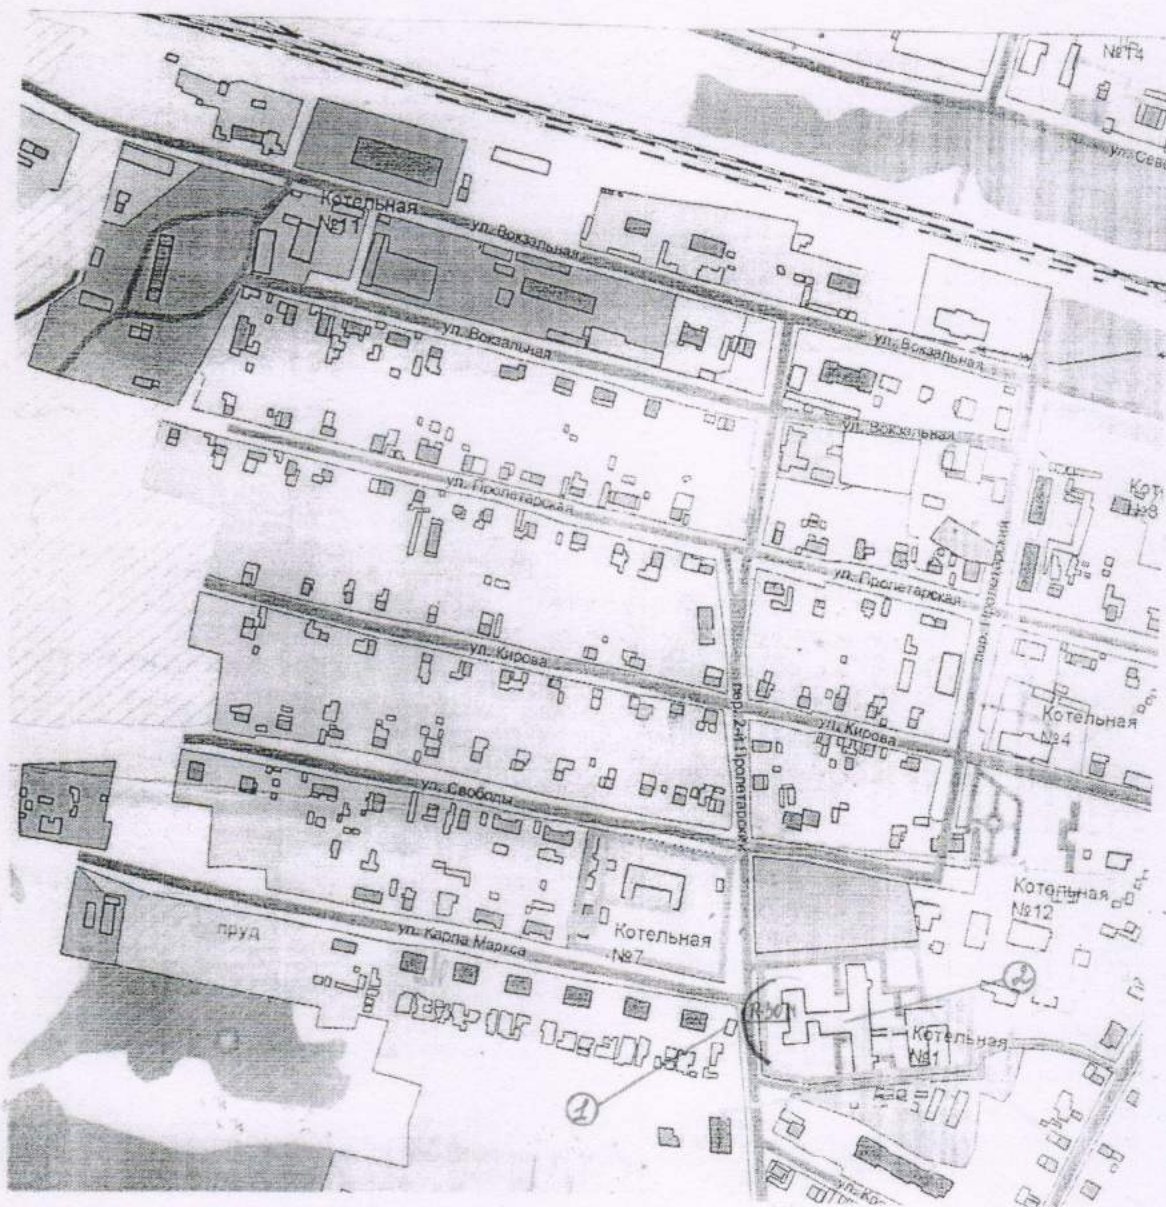 №14
ул. Сев
Котельная
№11
ул. Вокзальная
ул. Вокзальная
ул. Вокзальная
ул. Вокзальная
Кот
№8
ул. Пролетарская
ул. Пролетарская
пер. Пролетарский
ул. Кирова
пер. 2-й Пролетарский
Котельная
№4
ул. Кирова
ул. Свободы
Котельная
№12
пруд
ул. Карла Маркса
Котельная
№7
2
R-50м
Котельная
№1
1